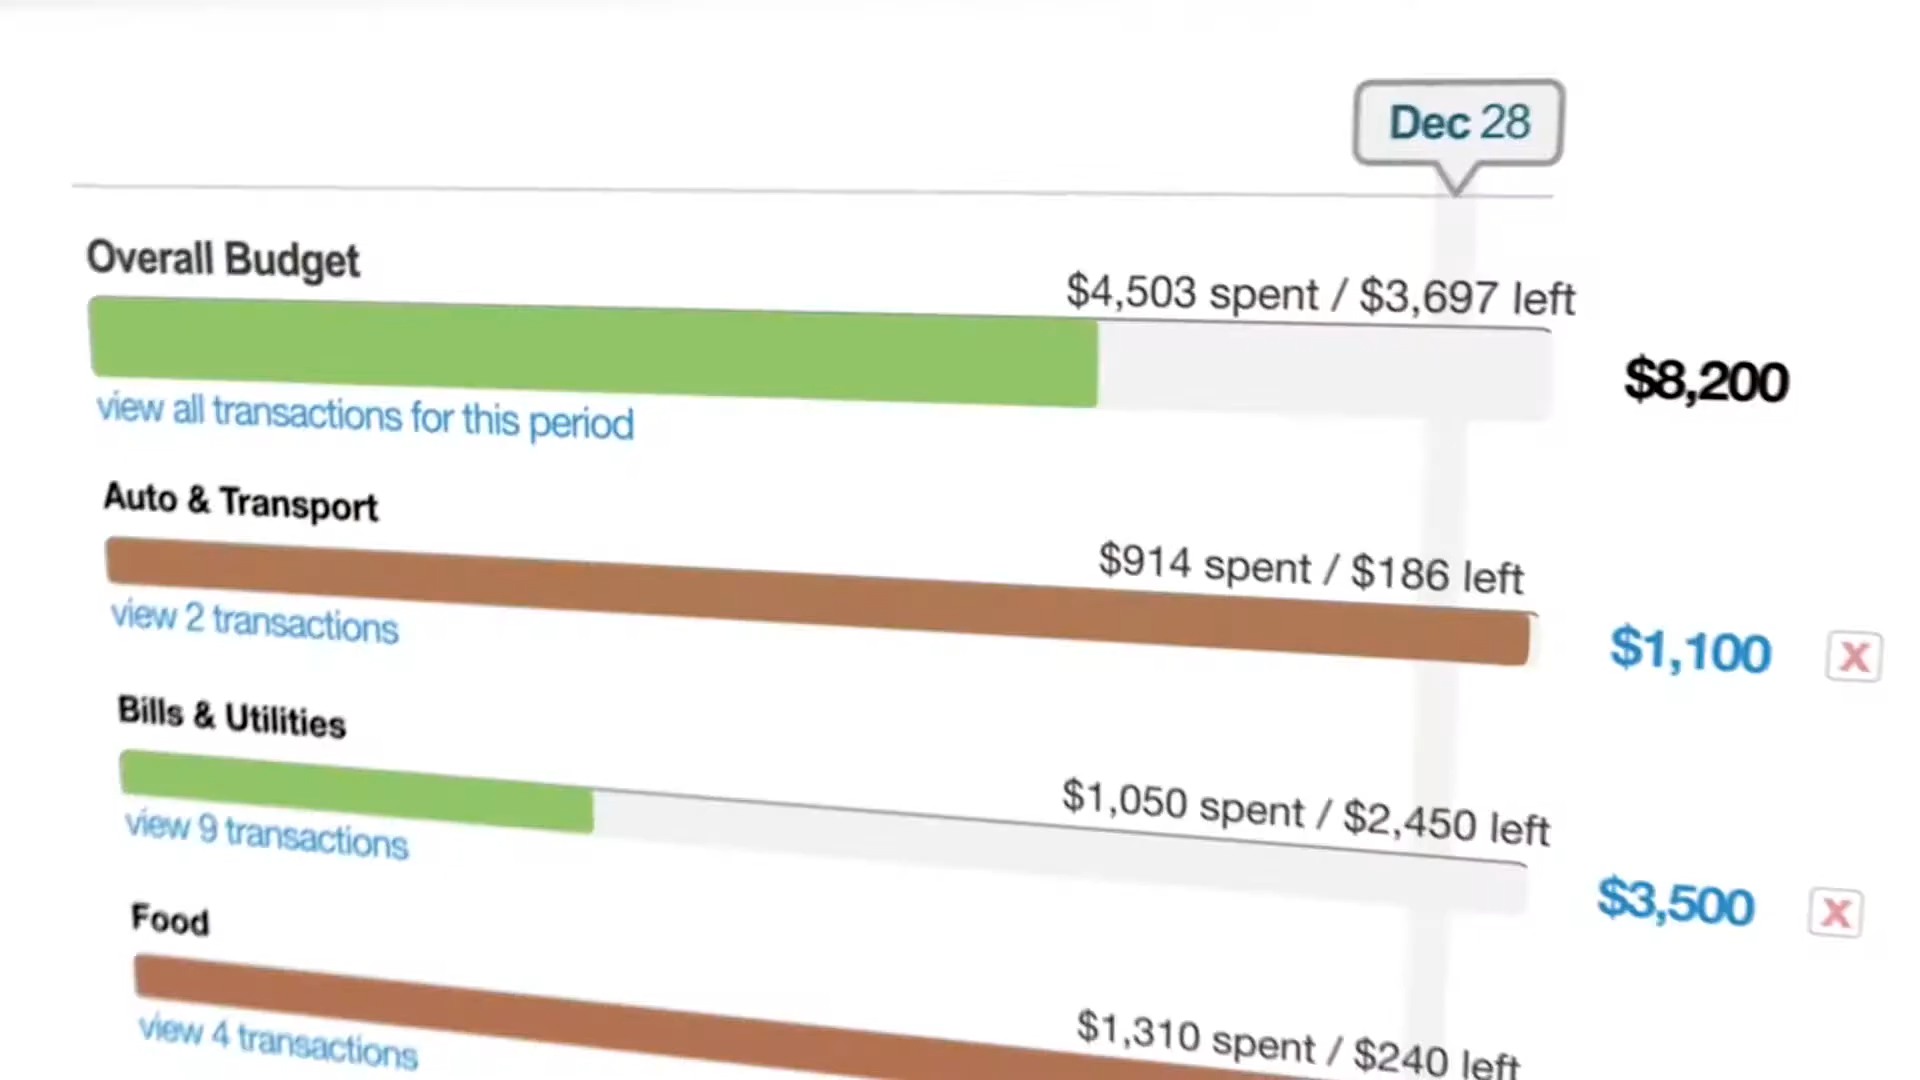 Dec 28
Overall Budget
$4,503 spent / $3,697 left
$8,200
view all transactions for this period
Auto & Transport
$914 spent / $186 left
$1,100
X
view 2 transactions
Bills & Utilities
$1,050 spent / $2,450 left
$3,500
X
view 9 transactions
Food
$1,310 spent / $240 left
view 4 transactions